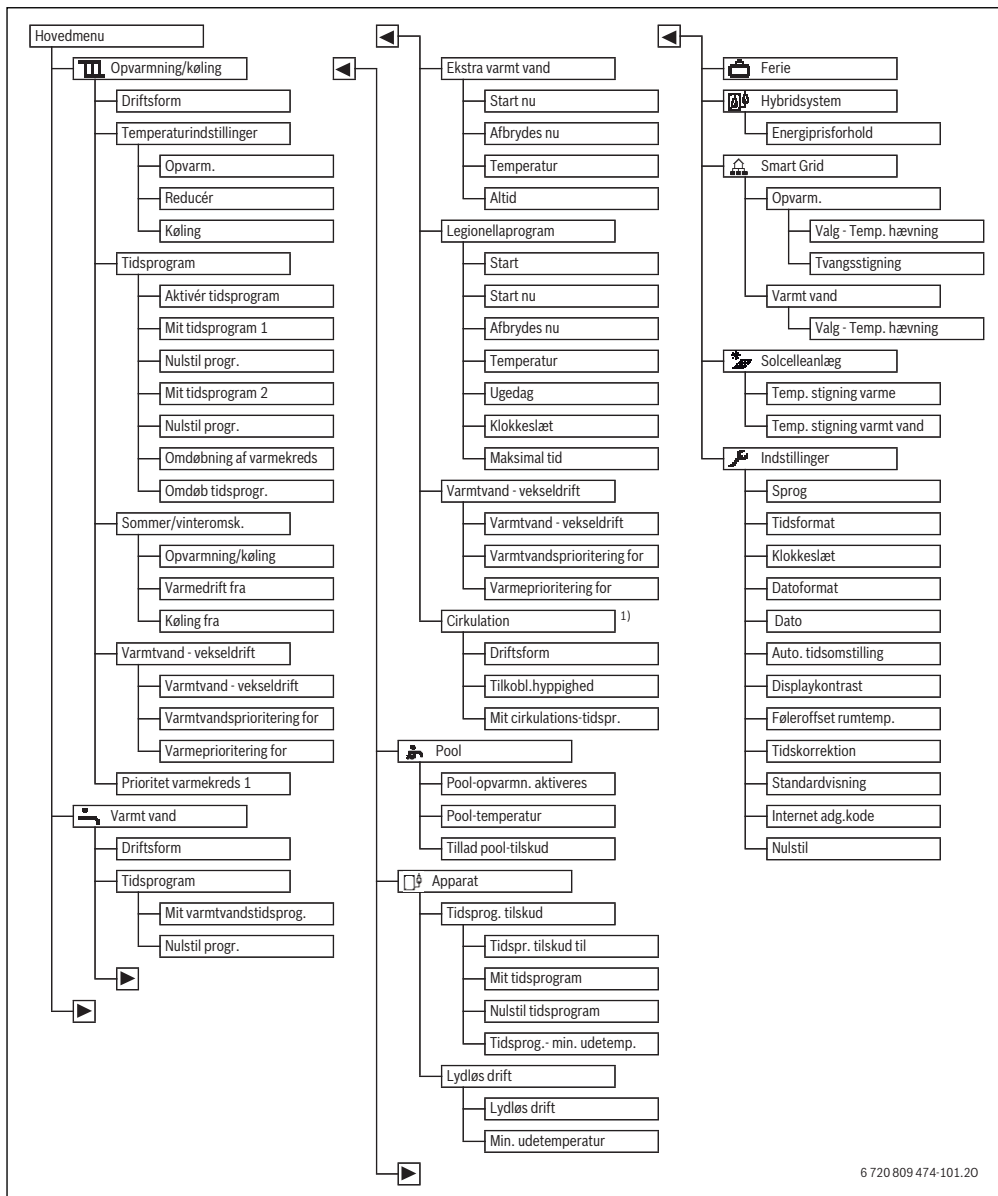 Hovedmenu
Opvarmning/køling
Driftsform
Temperaturindstillinger
Opvarm.
Reducér
Køling
Tidsprogram
Aktivér tidsprogram
Mit tidsprogram 1
Nulstil progr.
Mit tidsprogram 2
Nulstil progr.
Omdøbning af varmekreds
Omdøb tidsprogr.
Sommer/vinteromsk.
Opvarmning/køling
Varmedrift fra
Køling fra
Varmtvand - vekseldrift
Varmtvand - vekseldrift
Varmtvandsprioritering for
Varmeprioritering for
Prioritet varmekreds 1
Varmt vand
Driftsform
Tidsprogram
Mit varmtvandstidsprog.
Nulstil progr.
Ekstra varmt vand
Start nu
Afbrydes nu
Temperatur
Altid
Legionellaprogram
Start
Start nu
Afbrydes nu
Temperatur
Ugedag
Klokkeslæt
Maksimal tid
Varmtvand - vekseldrift
Varmtvand - vekseldrift
Varmtvandsprioritering for
Varmeprioritering for
Cirkulation 1)
Driftsform
Tilkobl.hyppighed
Mit cirkulations-tidspr.
Pool
Pool-opvarmn. aktiveres
Pool-temperatur
Tillad pool-tilskud
Apparat
Tidsprog. tilskud
Tidspr. tilskud til
Mit tidsprogram
Nulstil tidsprogram
Tidsprog.- min. udetemp.
Lydløs drift
Lydløs drift
Min. udetemperatur
Ferie
Hybridsystem
Energiprisforhold
Smart Grid
Opvarm.
Valg - Temp. hævning
Tvangsstigning
Varmt vand
Valg - Temp. hævning
Solcelleanlæg
Temp. stigning varme
Temp. stigning varmt vand
Indstillinger
Sprog
Tidsformat
Klokkeslæt
Datoformat
Dato
Auto. tidsomstilling
Displaykontrast
Føleroffset rumtemp.
Tidskorrektion
Standardvisning
Internet adg.kode
Nulstil
6 720 809 474-101.2O